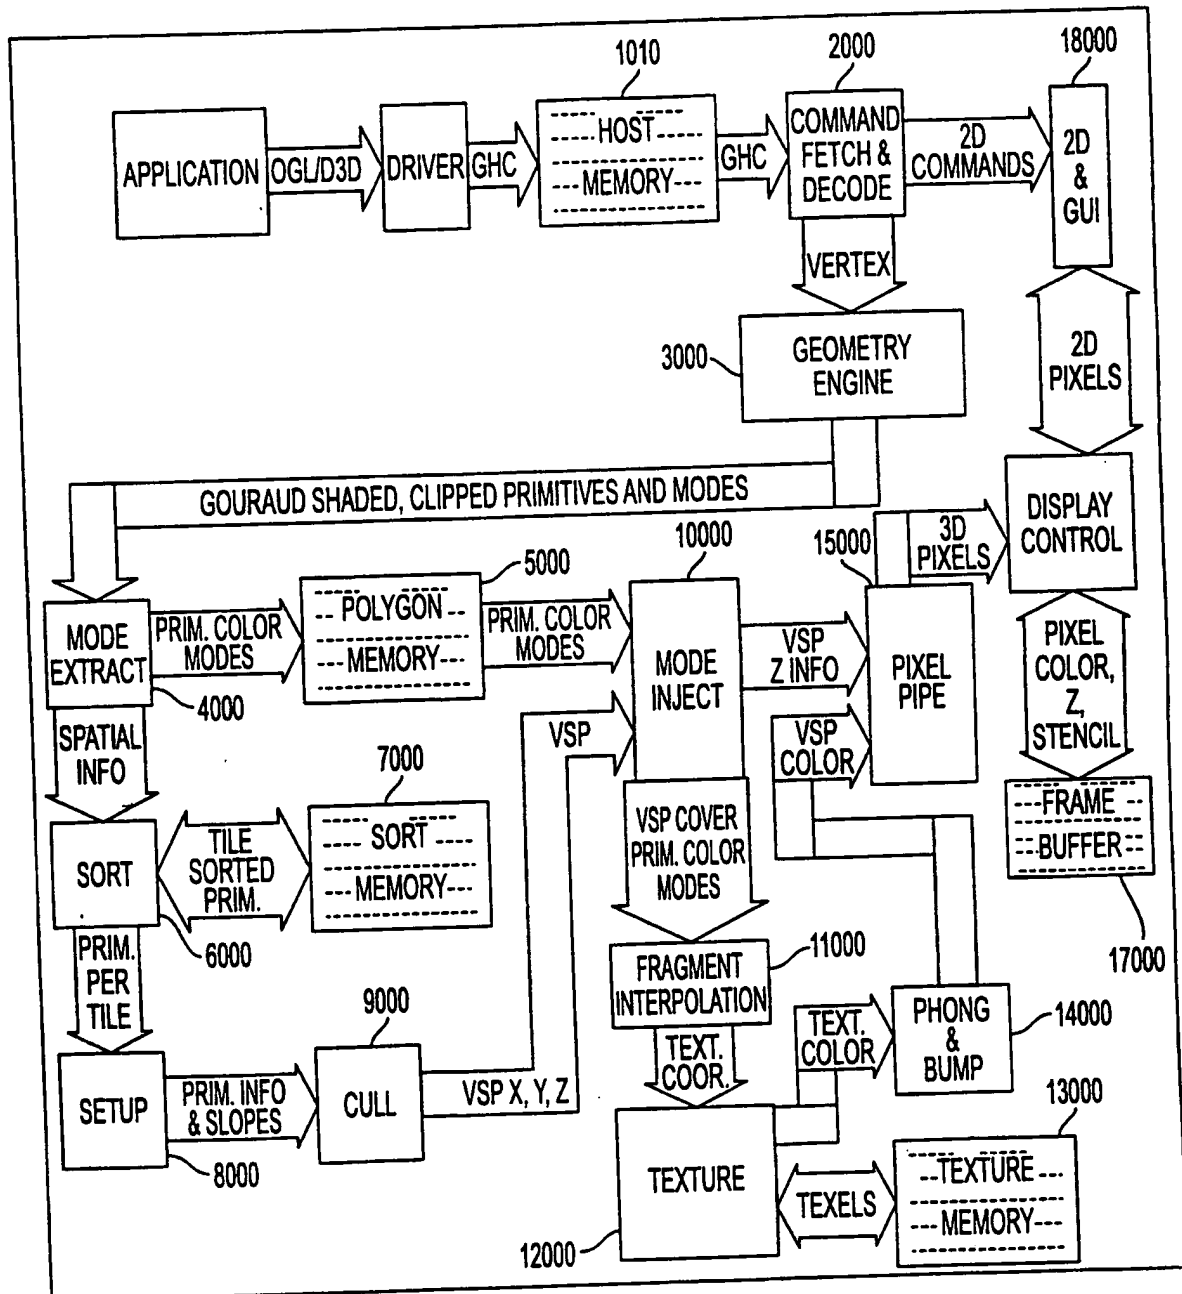 1010
2000
18000
APPLICATION
OGL/D3D
DRIVER
GHC
HOST
MEMORY
GHC
COMMAND
FETCH &
DECODE
2D
COMMANDS
2D
&
GUI
VERTEX
3000
GEOMETRY
ENGINE
2D
PIXELS
GOURAUD SHADED, CLIPPED PRIMITIVES AND MODES
DISPLAY
CONTROL
3D
PIXELS
5000
10000
15000
MODE
EXTRACT
4000
PRIM. COLOR
MODES
POLYGON
MEMORY
PRIM. COLOR
MODES
MODE
INJECT
VSP
Z INFO
PIXEL
PIPE
PIXEL
COLOR,
Z,
STENCIL
SPATIAL
INFO
VSP
VSP
COLOR
7000
SORT
6000
TILE
SORTED
PRIM.
SORT
MEMORY
VSP COVER
PRIM. COLOR
MODES
FRAME
BUFFER
17000
PRIM.
PER
TILE
11000
FRAGMENT
INTERPOLATION
9000
TEXT.
COOR.
TEXT.
COLOR
PHONG
&
BUMP
14000
SETUP
8000
PRIM. INFO
& SLOPES
CULL
VSP X, Y, Z
TEXTURE
12000
TEXELS
13000
TEXTURE
MEMORY